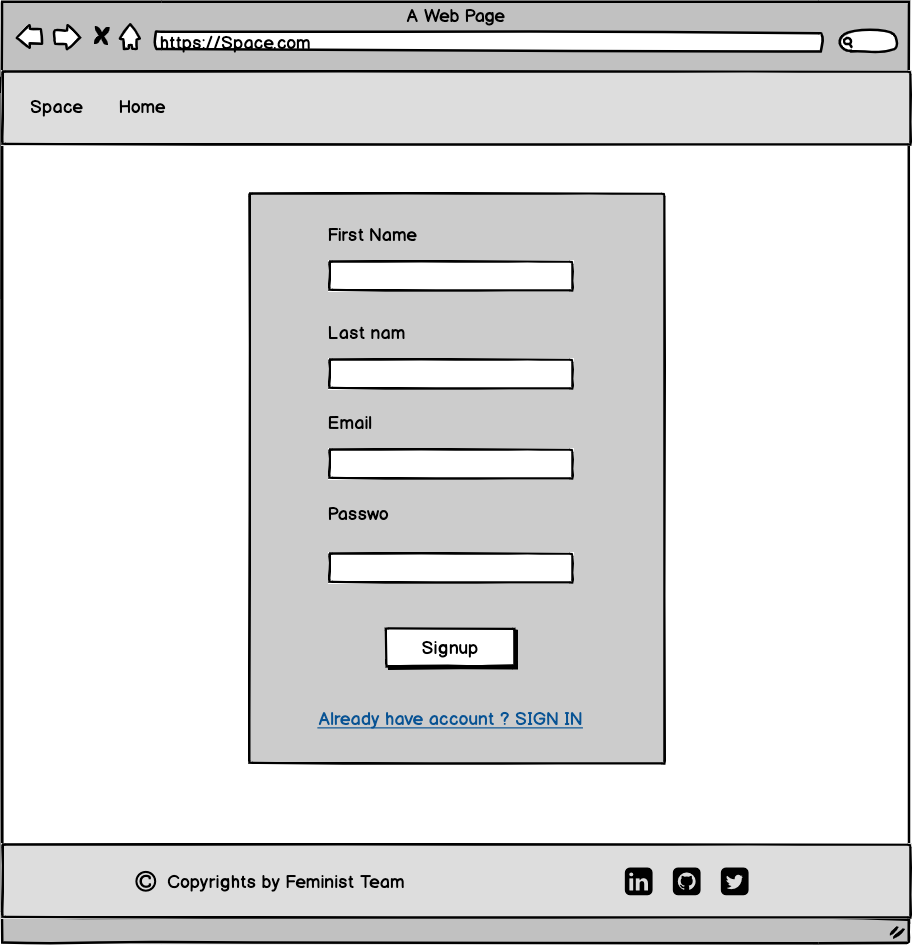 A Web Page
https://Space.com
Space Home
First Name
Last nam
Email
Passwo
Signup
Already have account ? SIGN IN
© Copyrights by Feminist Team in